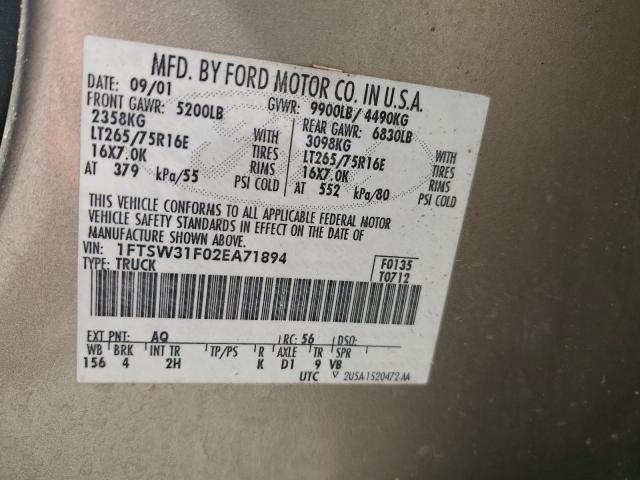 MFD. BY FORD MOTOR CO. IN U.S.A.
DATE: 09/01 GVWR: 9900LB/ 4490KG
FRONT GAWR: 5200LB REAR GAWR: 6830LB
2358KG WITH 3098KG WITH
LT265/75R16E TIRES LT265/75R16E TIRES
16X7.0K RIMS 16X7.0K RIMS
AT 379 kPa/55 PSI COLD AT 552 kPa/80 PSI COLD
THIS VEHICLE CONFORMS TO ALL APPLICABLE FEDERAL MOTOR
VEHICLE SAFETY STANDARDS IN EFFECT ON THE DATE OF
MANUFACTURE SHOWN ABOVE.
VIN: 1FTSW31F02EA71894 F0135
TYPE: TRUCK T0712
EXT PNT: AQ RC: 56 DSO:
WB BRK INT TR TP/PS R AXLE TR SPR
156 4 2H K D1 9 VB
UTC ▽ 2USA-1520472-AA